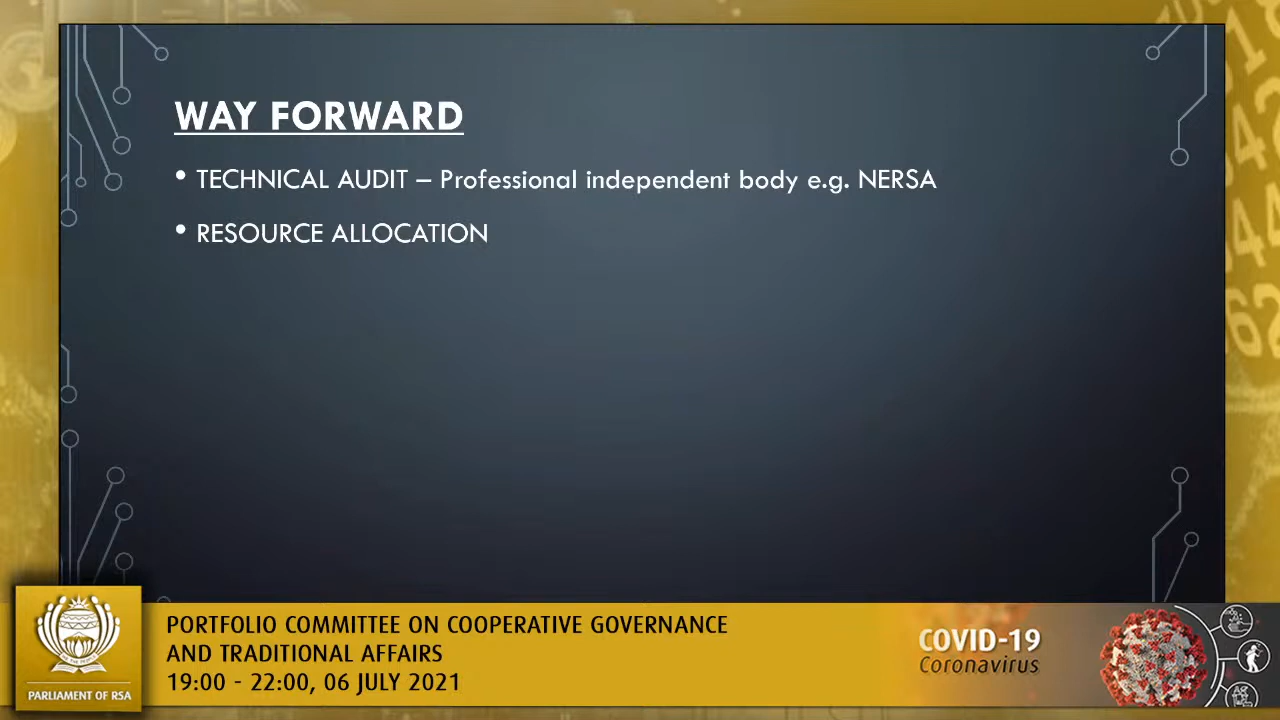 WAY FORWARD
• TECHNICAL AUDIT – Professional independent body e.g. NERSA
• RESOURCE ALLOCATION
PORTFOLIO COMMITTEE ON COOPERATIVE GOVERNANCE
AND TRADITIONAL AFFAIRS
19:00 - 22:00, 06 JULY 2021
PARLIAMENT OF RSA
COVID-19
Coronavirus